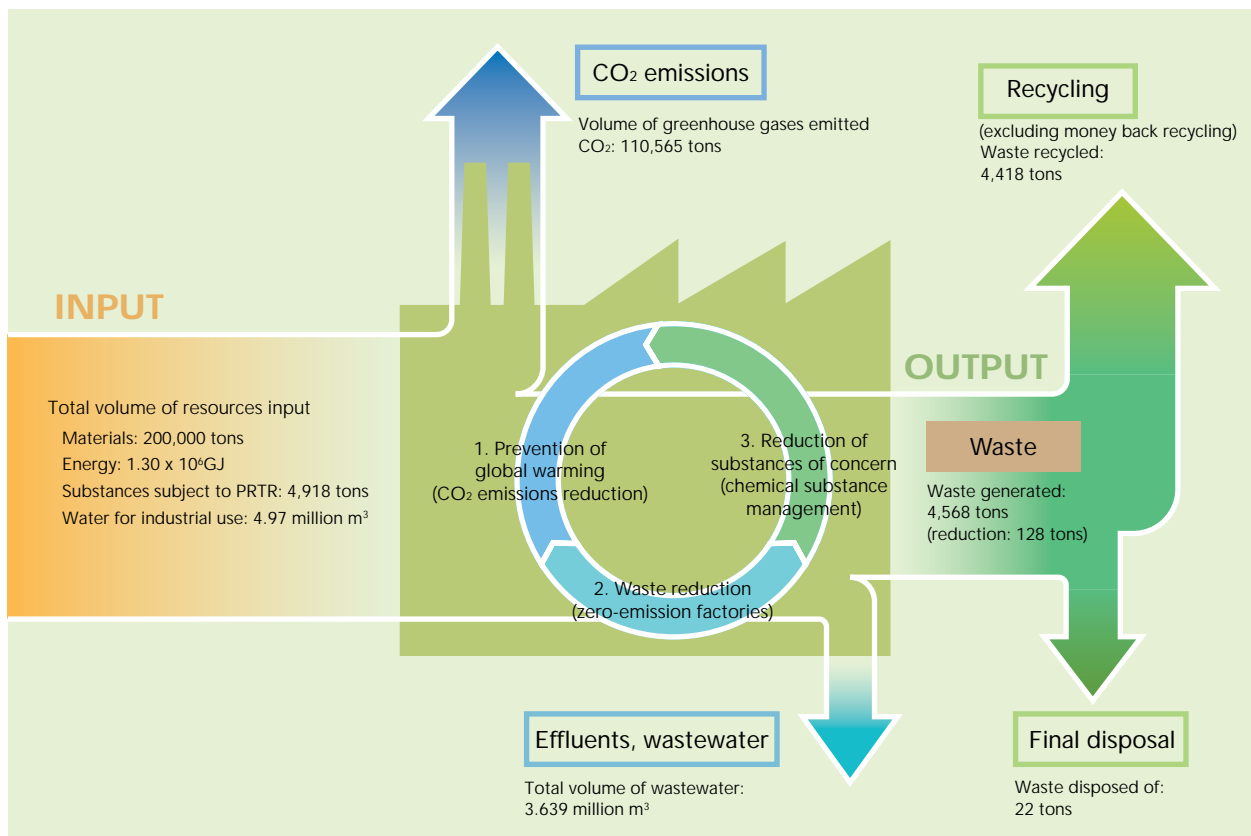 CO₂ emissions
Volume of greenhouse gases emitted
CO₂: 110,565 tons
Recycling
(excluding money back recycling)
Waste recycled:
4,418 tons
INPUT
Total volume of resources input
Materials: 200,000 tons
Energy: 1.30 x 10⁶GJ
Substances subject to PRTR: 4,918 tons
Water for industrial use: 4.97 million m³
1. Prevention of
global warming
(CO₂ emissions reduction)
3. Reduction of
substances of concern
(chemical substance
management)
2. Waste reduction
(zero-emission factories)
OUTPUT
Waste
Waste generated:
4,568 tons
(reduction: 128 tons)
Effluents, wastewater
Total volume of wastewater:
3.639 million m³
Final disposal
Waste disposed of:
22 tons